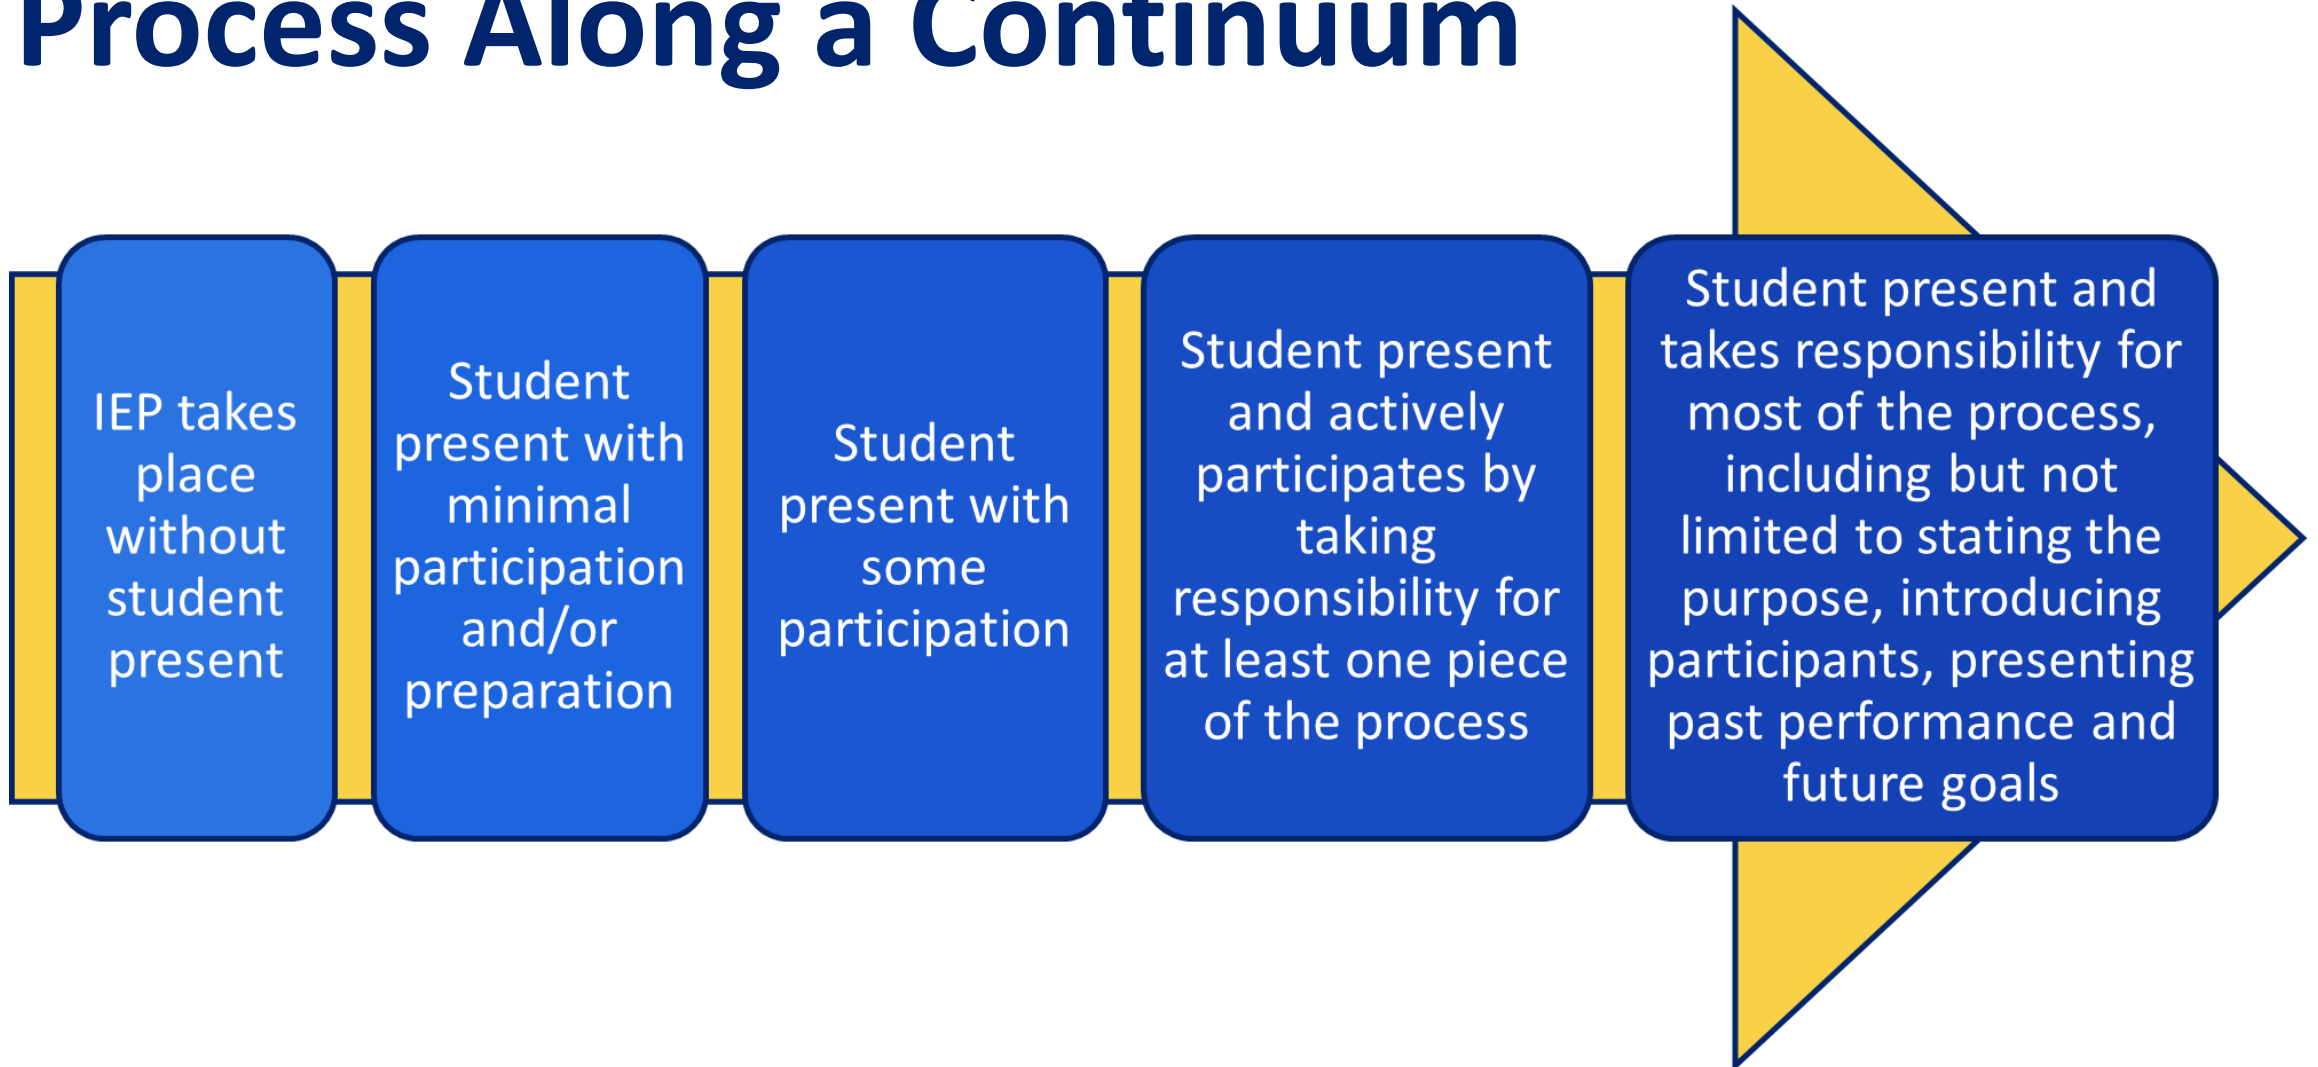 Process Along a Continuum
IEP takes
place
without
student
present
Student
present with
minimal
participation
and/or
preparation
Student
present with
some
participation
Student present
and actively
participates by
taking
responsibility for
at least one piece
of the process
Student present and
takes responsibility for
most of the process,
including but not
limited to stating the
purpose, introducing
participants, presenting
past performance and
future goals